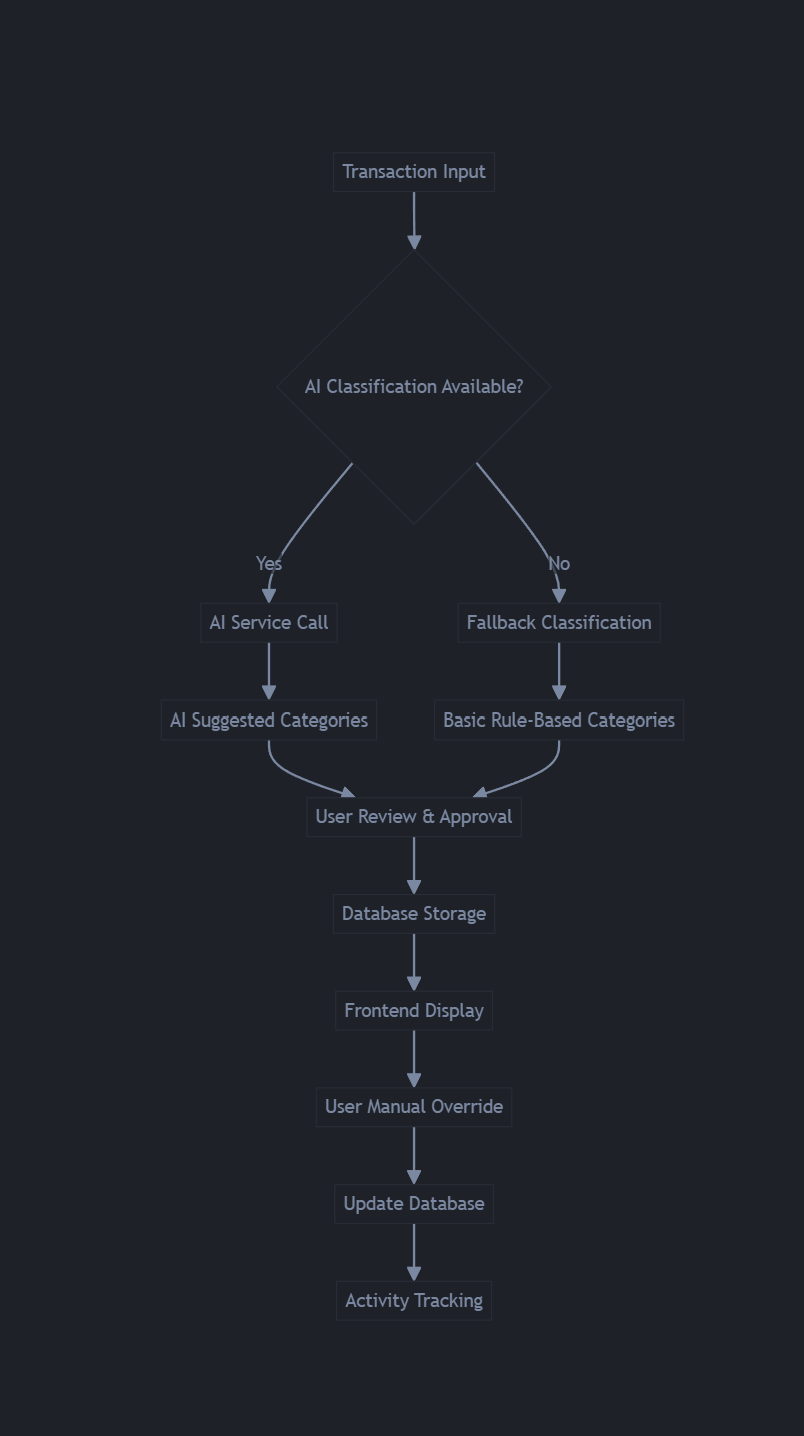 Transaction Input
AI Classification Available?
Yes
No
AI Service Call
Fallback Classification
AI Suggested Categories
Basic Rule-Based Categories
User Review & Approval
Database Storage
Frontend Display
User Manual Override
Update Database
Activity Tracking